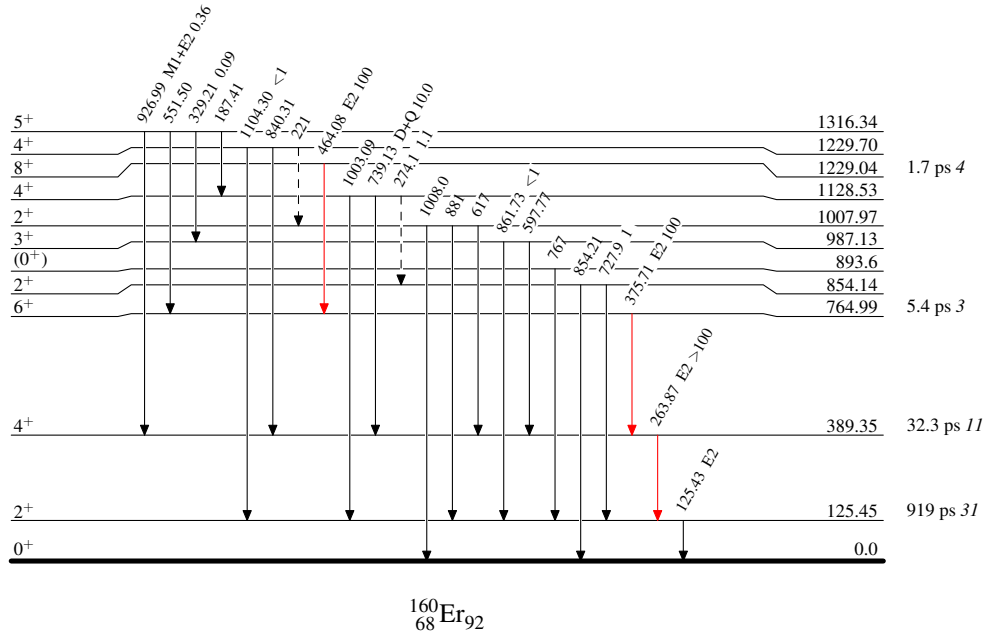 926.99 M1+E2 0.36
551.50
329.21 0.09
187.41
1104.30 <1
840.31
221
464.08 E2 100
1003.09
739.13 D+Q 10.0
274.1 1.1
1008.0
881
617
861.73 <1
597.77
767
854.21
727.9 1
375.71 E2 100
263.87 E2 >100
125.43 E2
5⁺ 1316.34
4⁺ 1229.70
8⁺ 1229.04 1.7 ps 4
4⁺ 1128.53
2⁺ 1007.97
3⁺ 987.13
(0⁺) 893.6
2⁺ 854.14
6⁺ 764.99 5.4 ps 3
4⁺ 389.35 32.3 ps 11
2⁺ 125.45 919 ps 31
0⁺ 0.0
¹⁶⁰₆₈Er₉₂